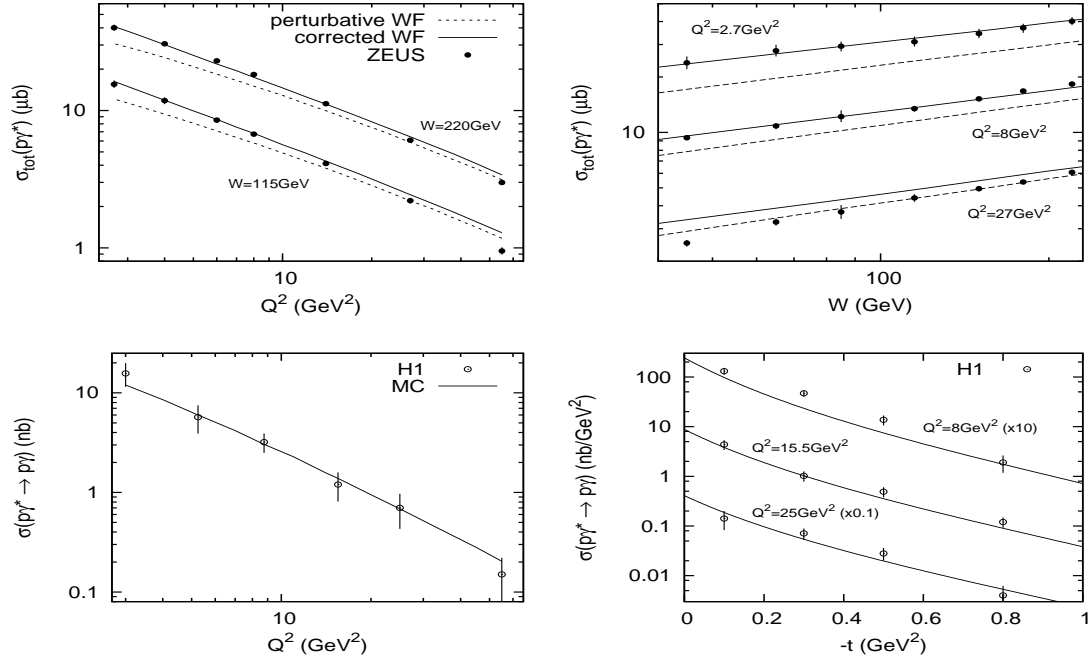 perturbative WF
corrected WF
ZEUS
10
1
W=220GeV
W=115GeV
σtot(pγ*) (μb)
10
Q² (GeV²)
Q²=2.7GeV²
Q²=8GeV²
Q²=27GeV²
σtot(pγ*) (μb)
10
100
W (GeV)
H1
MC
10
1
0.1
σ(pγ* → pγ) (nb)
10
Q² (GeV²)
H1
100
10
1
0.1
0.01
Q²=8GeV² (x10)
Q²=15.5GeV²
Q²=25GeV² (x0.1)
σ(pγ* → pγ) (nb/GeV²)
0 0.2 0.4 0.6 0.8 1
-t (GeV²)